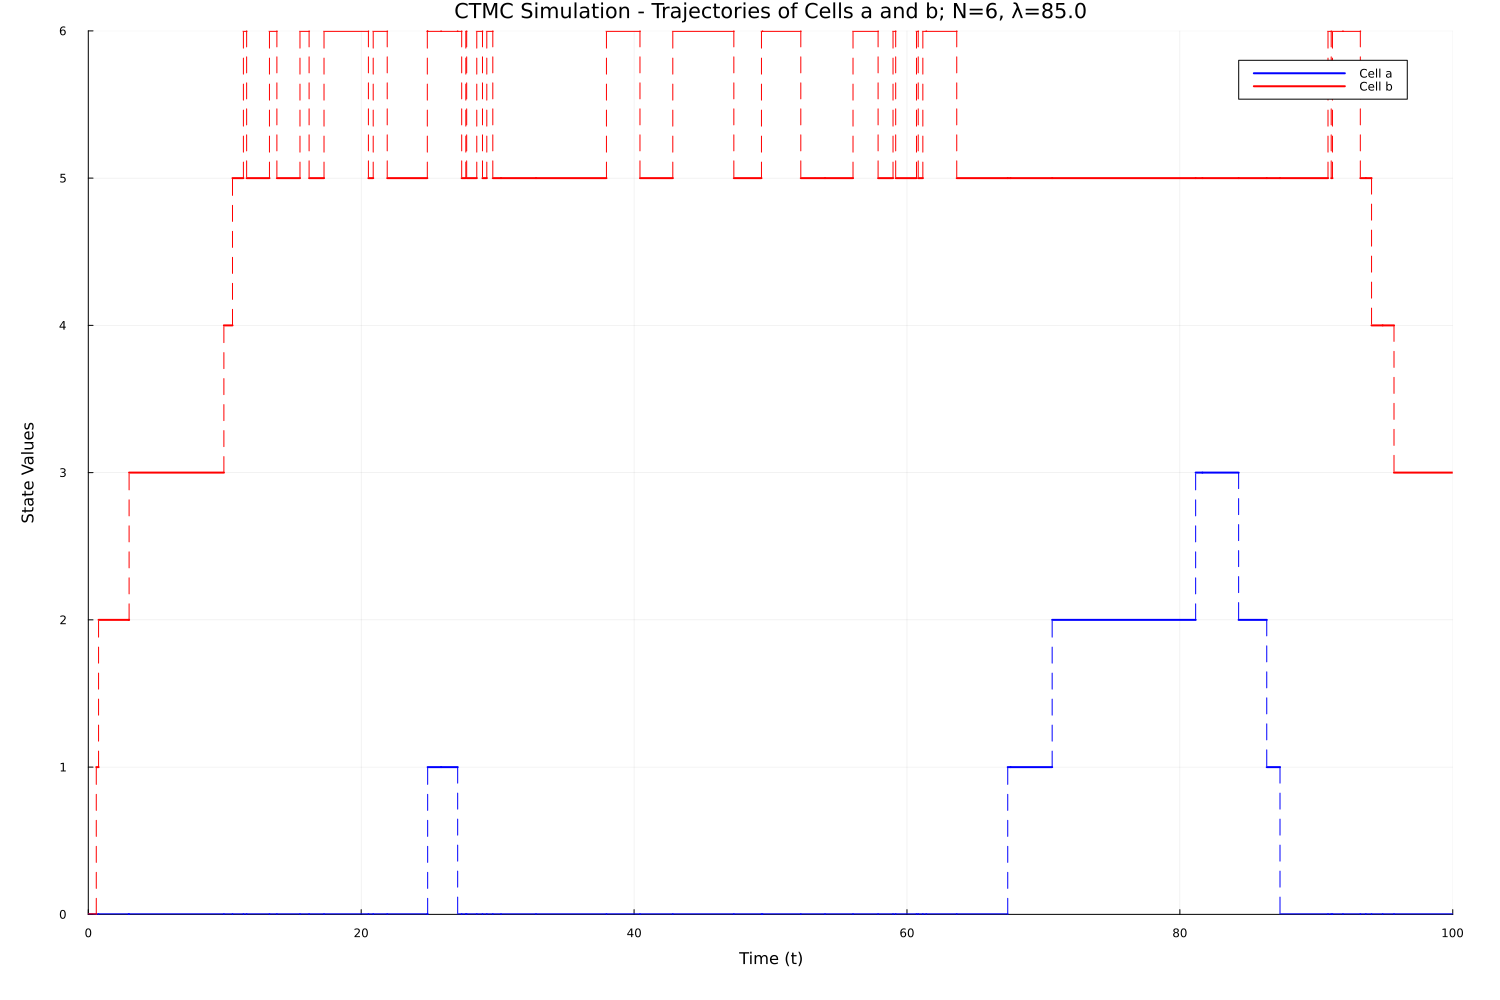 CTMC Simulation - Trajectories of Cells a and b; N=6, λ=85.0
6
Cell a
Cell b
5
4
3
2
1
0
State Values
0 20 40 60 80 100
Time (t)